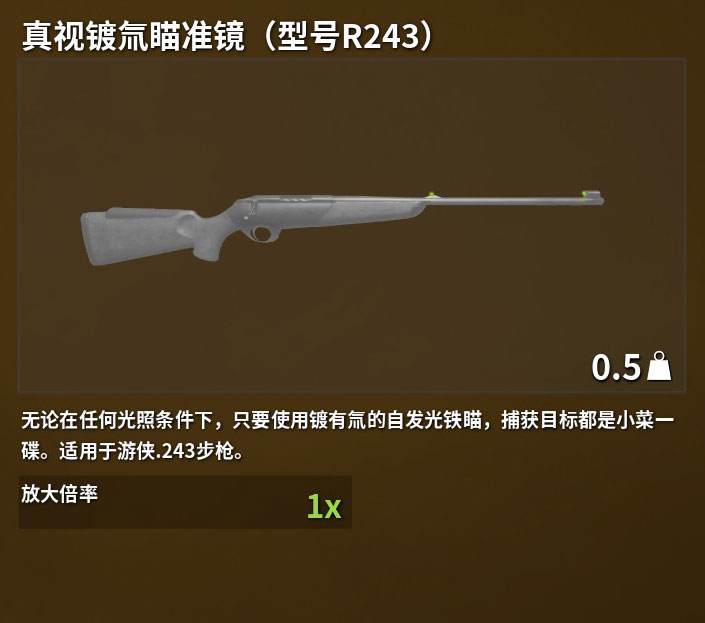 真视镀氚瞄准镜（型号R243）
0.5
无论在任何光照条件下，只要使用镀有氚的自发光铁瞄，捕获目标都是小菜一
碟。适用于游侠.243步枪。
放大倍率
1x